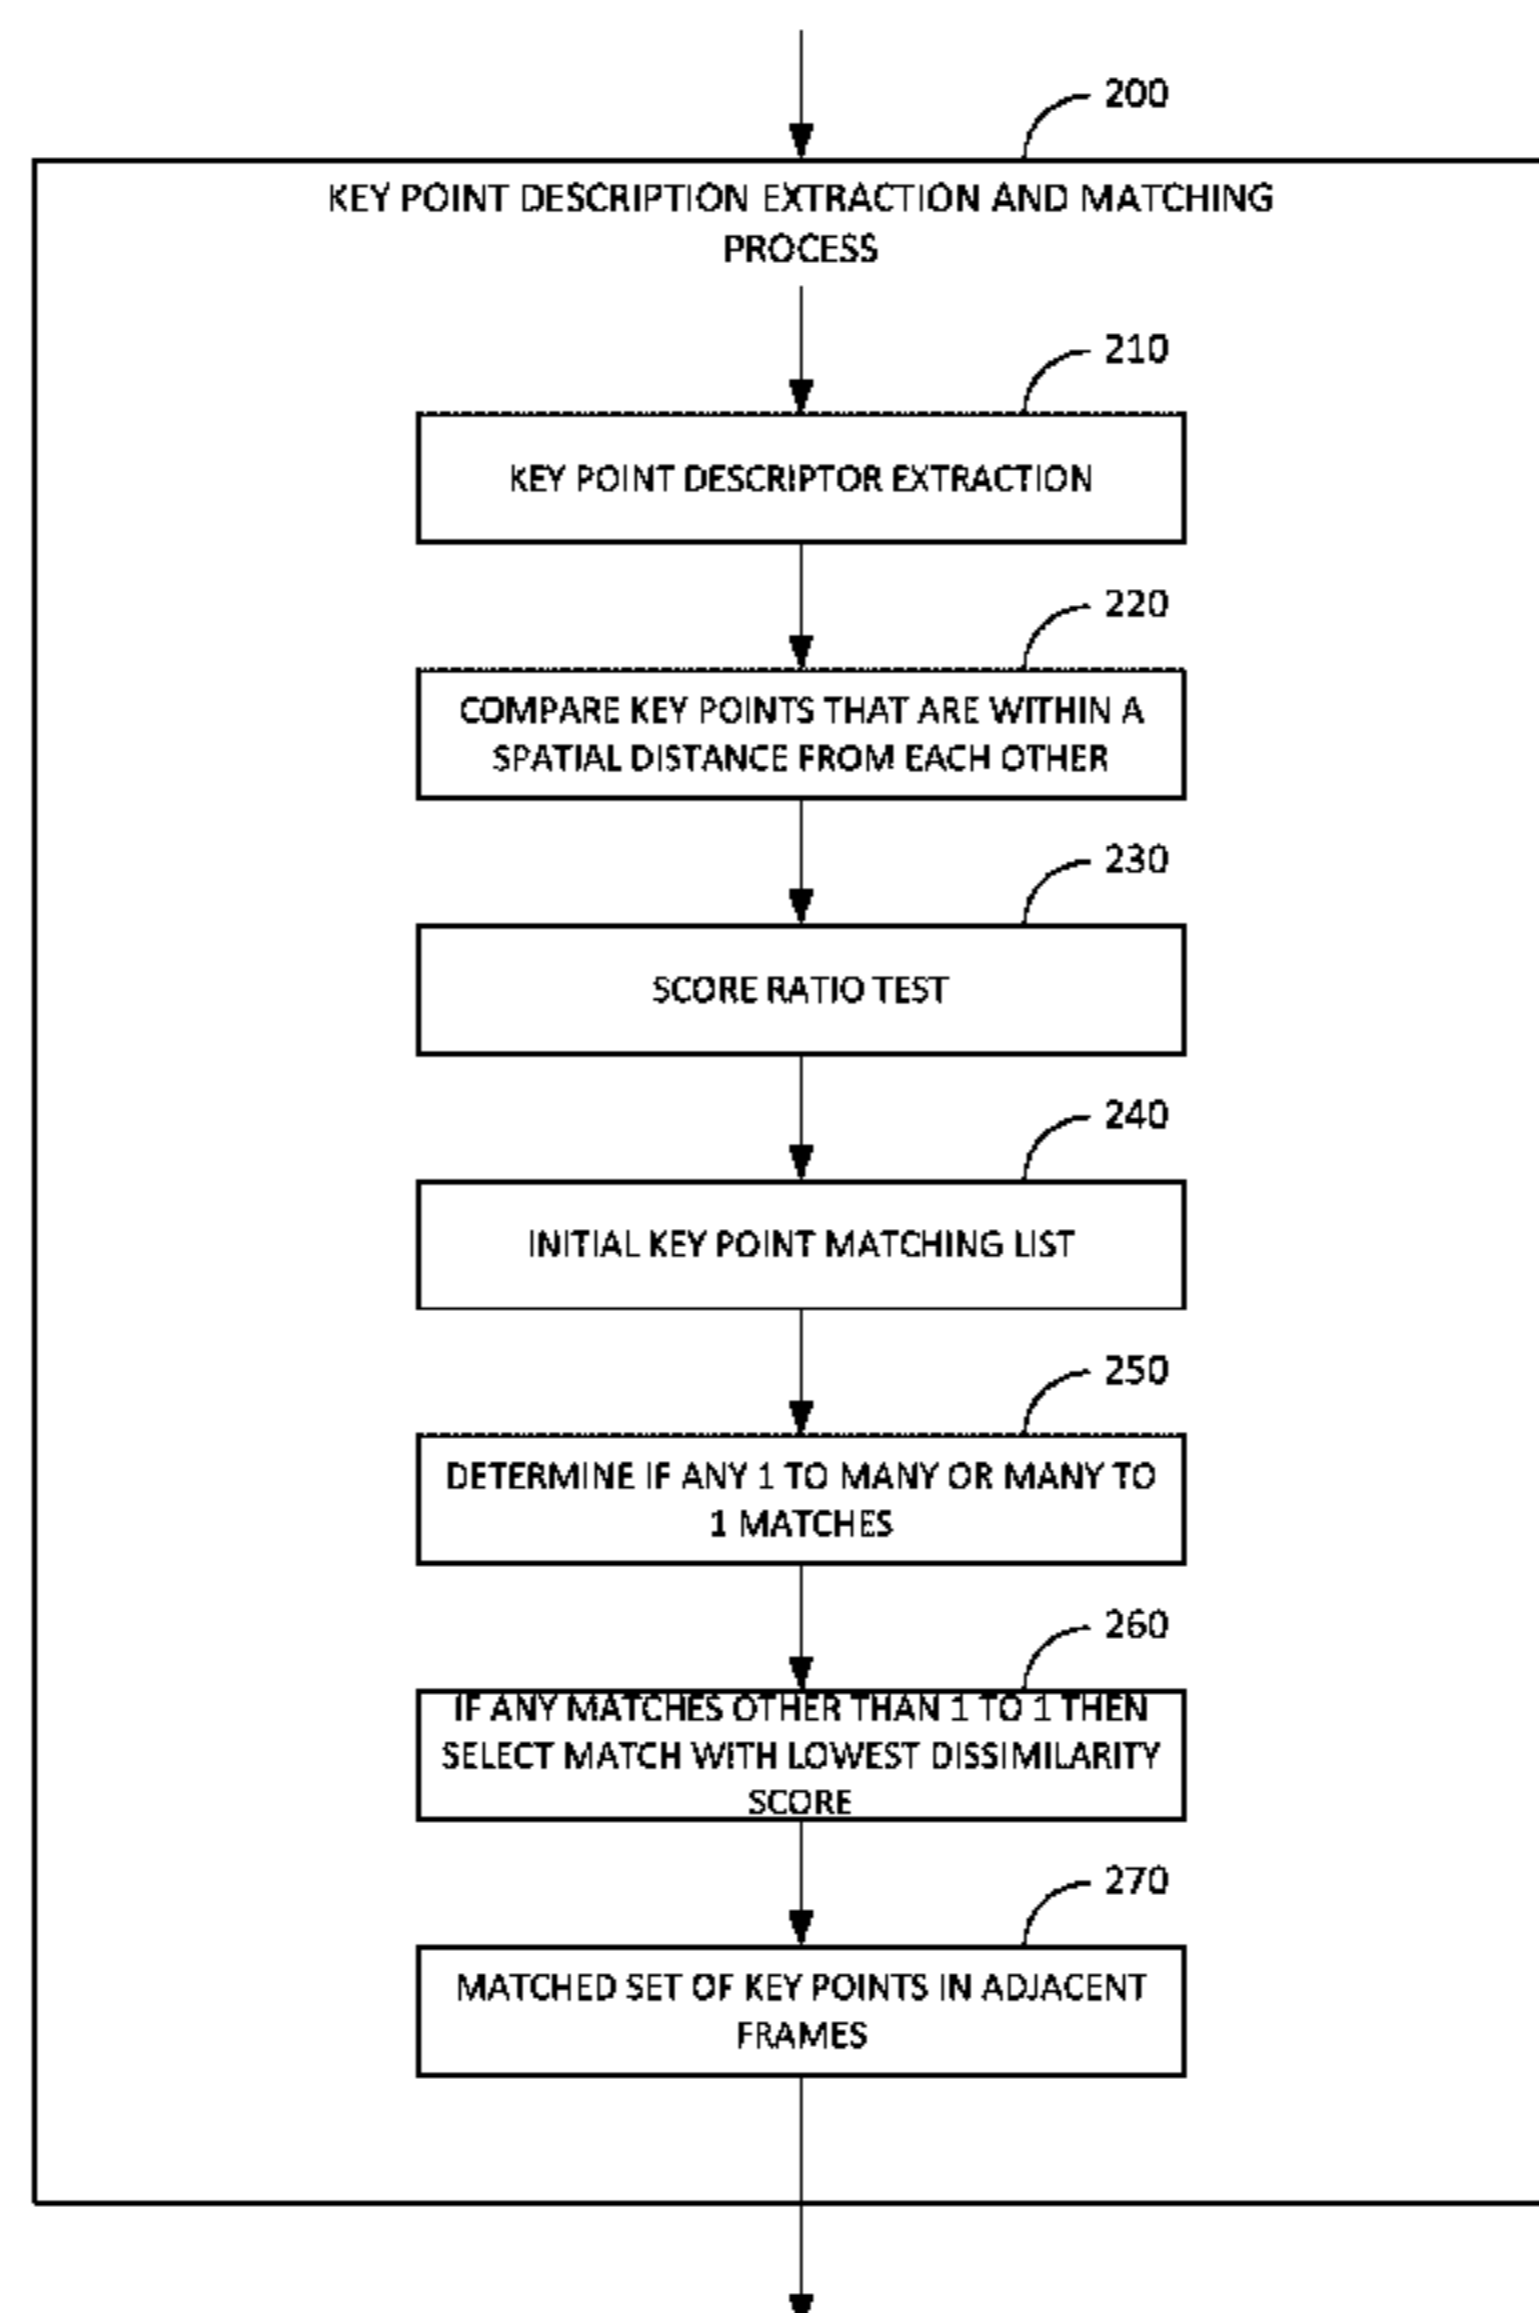 200
KEY POINT DESCRIPTION EXTRACTION AND MATCHING
PROCESS
210
KEY POINT DESCRIPTOR EXTRACTION
220
COMPARE KEY POINTS THAT ARE WITHIN A
SPATIAL DISTANCE FROM EACH OTHER
230
SCORE RATIO TEST
240
INITIAL KEY POINT MATCHING LIST
250
DETERMINE IF ANY 1 TO MANY OR MANY TO
1 MATCHES
260
IF ANY MATCHES OTHER THAN 1 TO 1 THEN
SELECT MATCH WITH LOWEST DISSIMILARITY
SCORE
270
MATCHED SET OF KEY POINTS IN ADJACENT
FRAMES